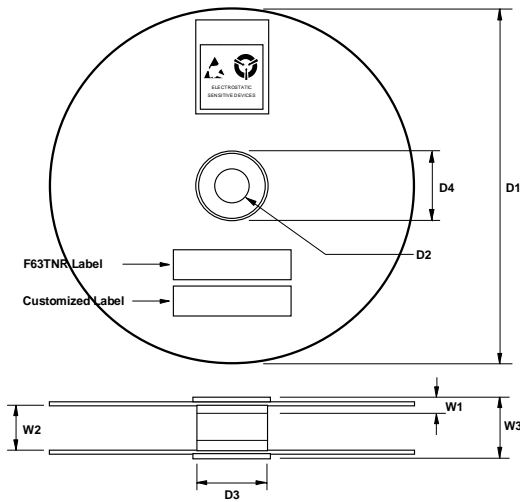 ELECTROSTATIC
SENSITIVE DEVICES
D4
D1
D2
F63TNR Label
Customized Label
W1
W2
W3
D3